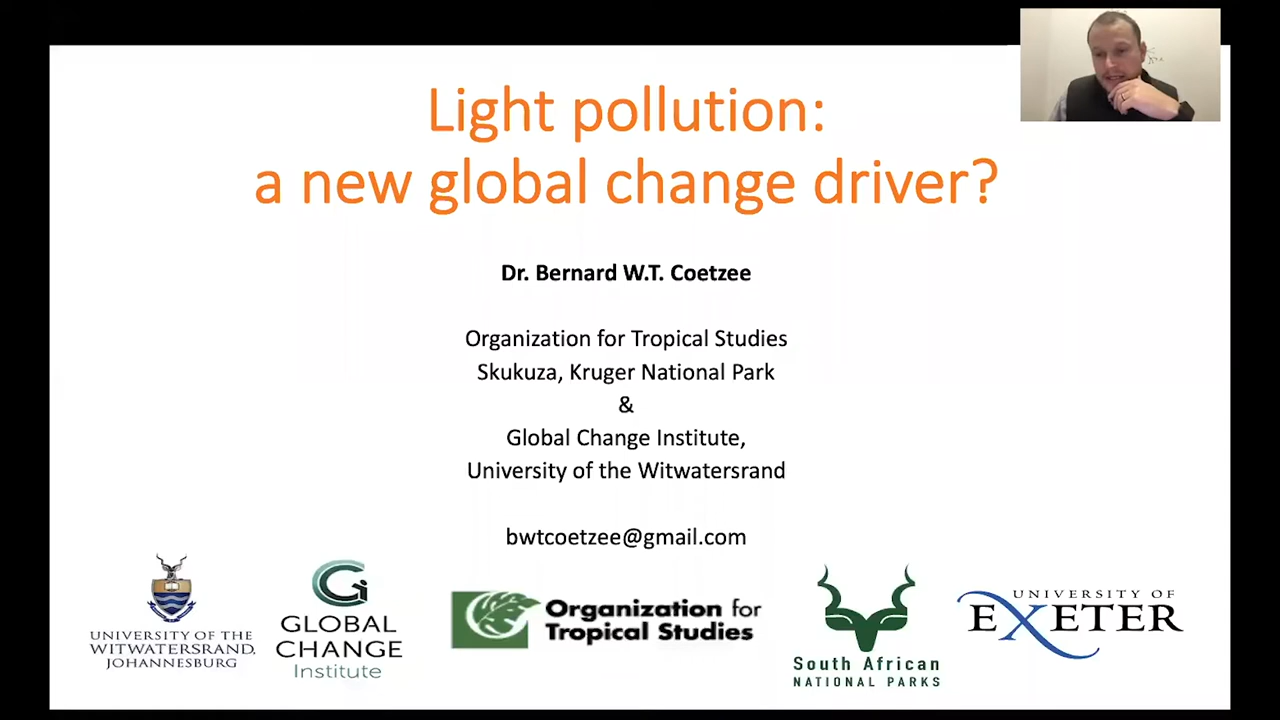 Light pollution:
a new global change driver?
Dr. Bernard W.T. Coetzee
Organization for Tropical Studies
Skukuza, Kruger National Park
&
Global Change Institute,
University of the Witwatersrand
bwtcoetzee@gmail.com
UNIVERSITY OF THE
WITWATERSRAND,
JOHANNESBURG
GLOBAL
CHANGE
Institute
Organization for
Tropical Studies
South African
NATIONAL PARKS
UNIVERSITY OF
EXETER